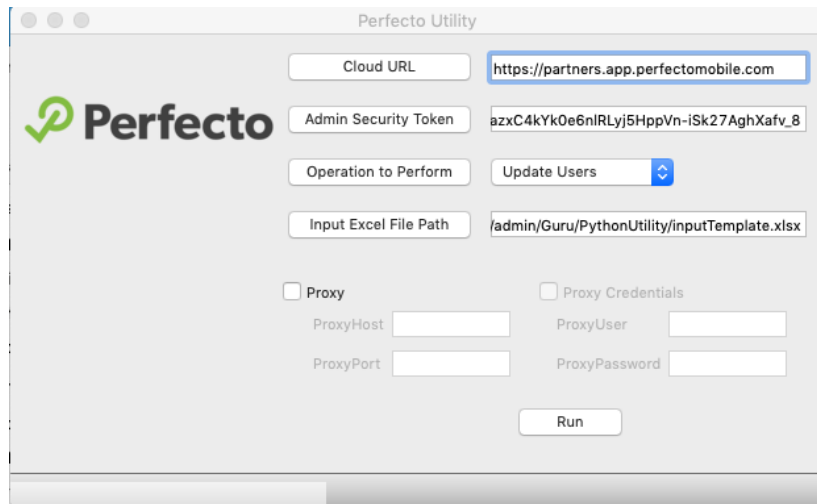 Perfecto Utility
Cloud URL
https://partners.app.perfectomobile.com
Perfecto
Admin Security Token
azxC4kYk0e6nlRLyj5HppVn-iSk27AghXafv_8
Operation to Perform
Update Users
Input Excel File Path
/admin/Guru/PythonUtility/inputTemplate.xlsx
Proxy
Proxy Credentials
ProxyHost
ProxyUser
ProxyPort
ProxyPassword
Run